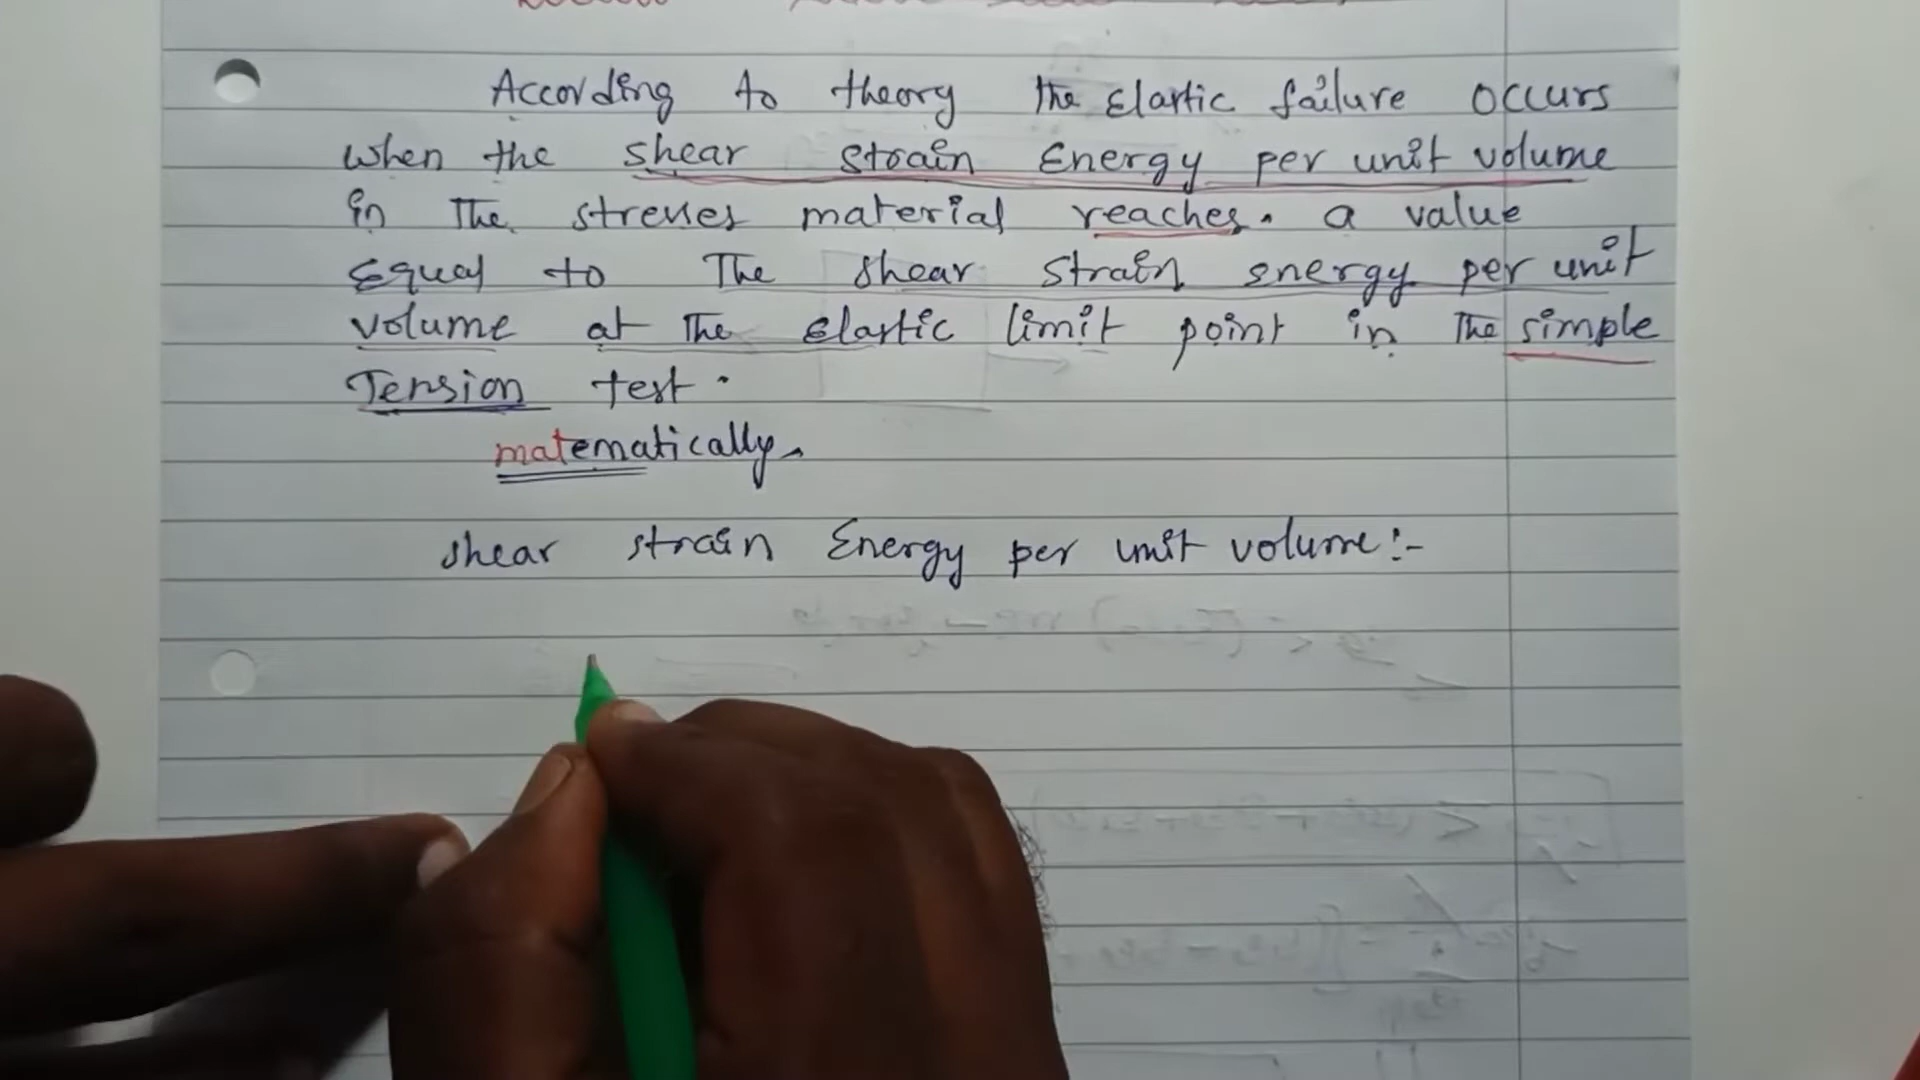 According to theory the Elastic failure occurs
when the shear strain Energy per unit volume
in The stresses material reaches. a value
Equal to The shear strain energy per unit
volume at The Elastic limit point in The simple
Tension test.
matematically,
shear strain Energy per unit volume:-